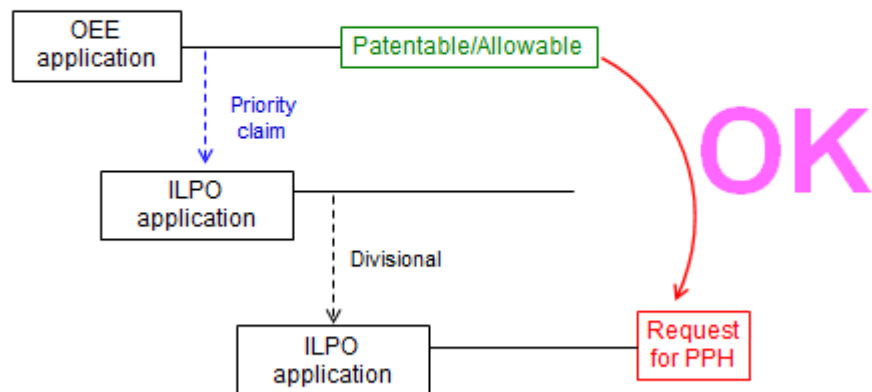 OEE
application
Patentable/Allowable
Priority
claim
OK
ILPO
application
Divisional
ILPO
application
Request
for PPH